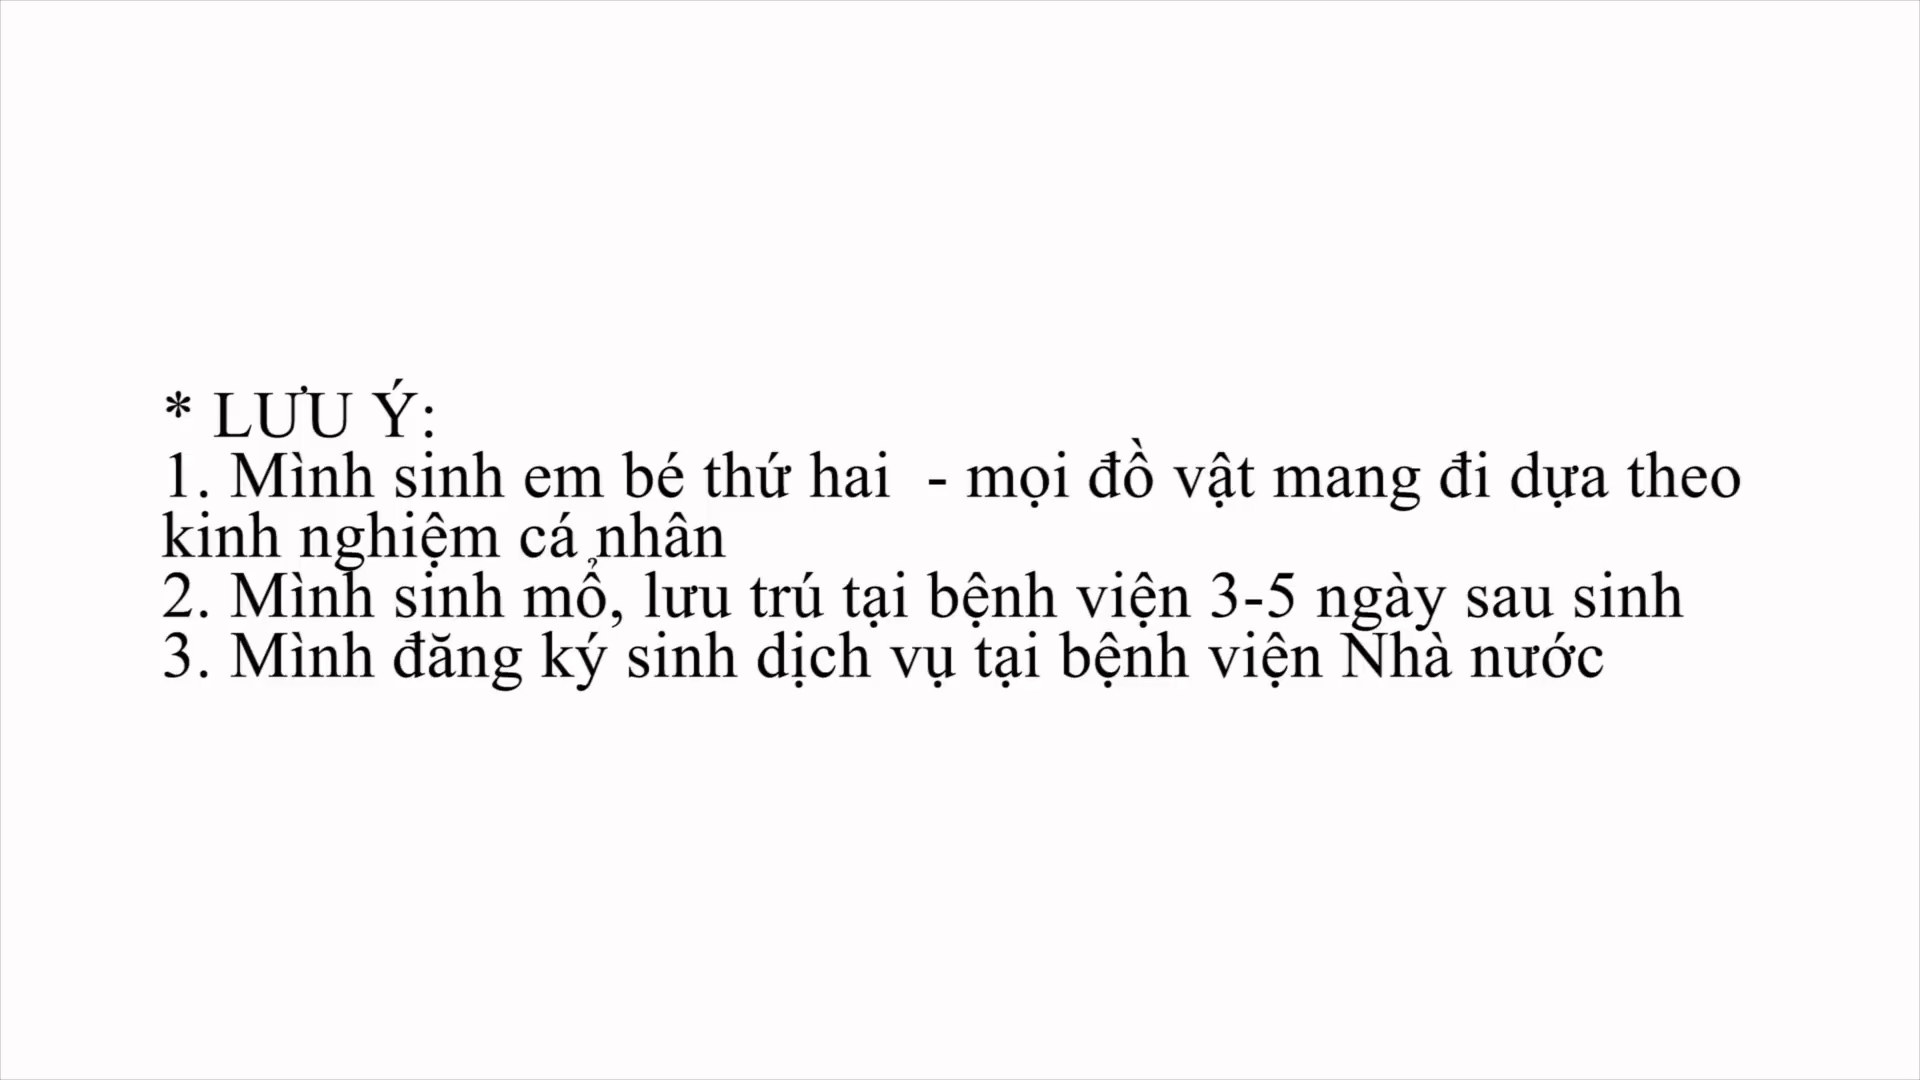 * LƯU Ý:
1. Mình sinh em bé thứ hai  - mọi đồ vật mang đi dựa theo
kinh nghiệm cá nhân
2. Mình sinh mổ, lưu trú tại bệnh viện 3-5 ngày sau sinh
3. Mình đăng ký sinh dịch vụ tại bệnh viện Nhà nước